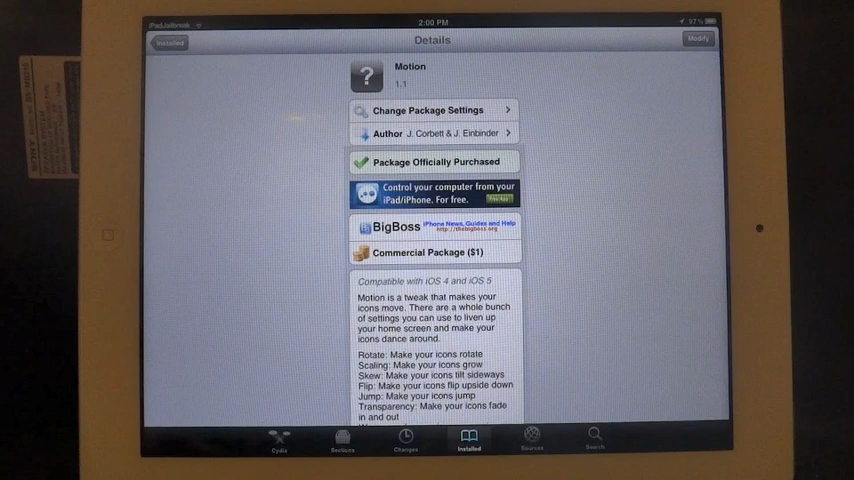 iPadJailbreak
2:00 PM
97%
Installed
Details
Modify
?
Motion
1.1
Change Package Settings
Author J. Corbett & J. Einbinder
Package Officially Purchased
Control your computer from your
iPad/iPhone. For free.
Free App
BigBoss
iPhone News, Guides and Help
http://thebigboss.org
Commercial Package ($1)
Compatible with iOS 4 and iOS 5
Motion is a tweak that makes your
icons move. There are a whole bunch
of settings you can use to liven up
your home screen and make your
icons dance around.
Rotate: Make your icons rotate
Scaling: Make your icons grow
Skew: Make your icons tilt sideways
Flip: Make your icons flip upside down
Jump: Make your icons jump
Transparency: Make your icons fade
in and out
Cydia
Sections
Changes
Installed
Sources
Search
SONY